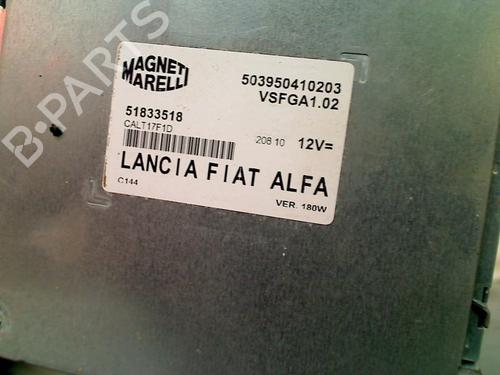 MAGNETI
MARELLI
503950410203
VSFGA1.02
51833518
CALT17F1D
208 10 12V=
LANCIA FIAT ALFA
C144
VER. 180W
B-PARTS